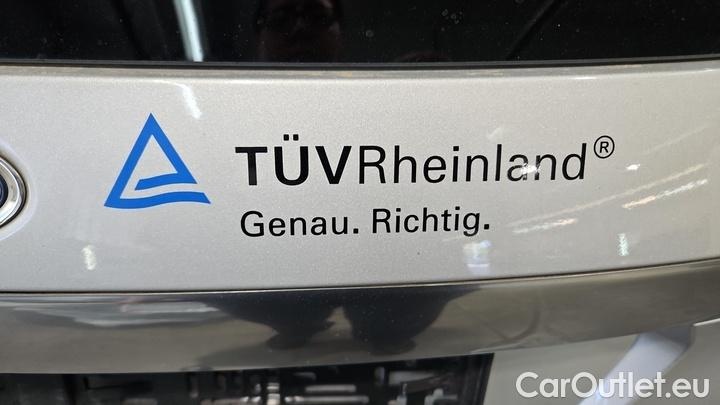 TÜVRheinland®
Genau. Richtig.
CarOutlet.eu